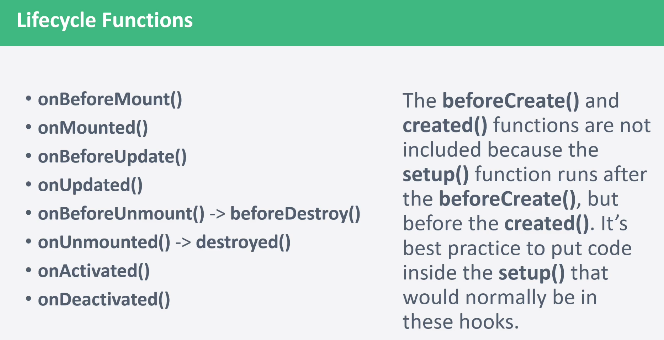 Lifecycle Functions
• onBeforeMount()
• onMounted()
• onBeforeUpdate()
• onUpdated()
• onBeforeUnmount() -> beforeDestroy()
• onUnmounted() -> destroyed()
• onActivated()
• onDeactivated()
The beforeCreate() and
created() functions are not
included because the
setup() function runs after
the beforeCreate(), but
before the created(). It’s
best practice to put code
inside the setup() that
would normally be in
these hooks.